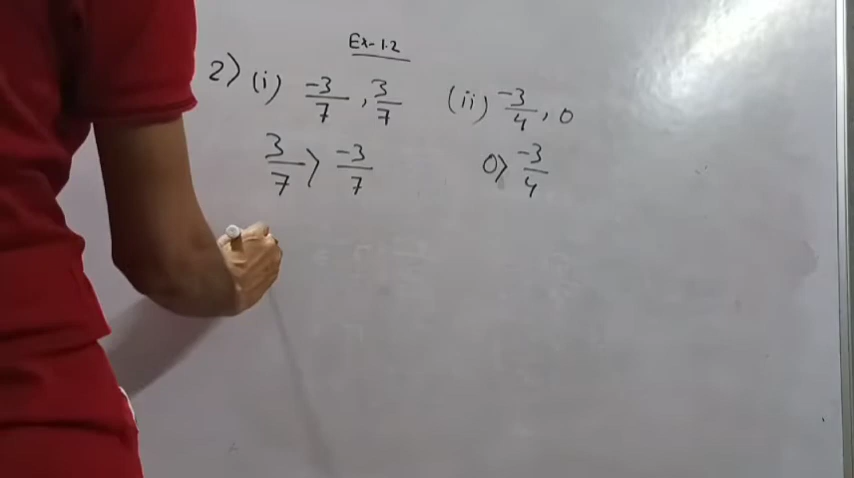 Ex-1.2
2) (i) -3/7, 3/7 (ii) -3/4, 0
3/7 > -3/7 0> -3/4